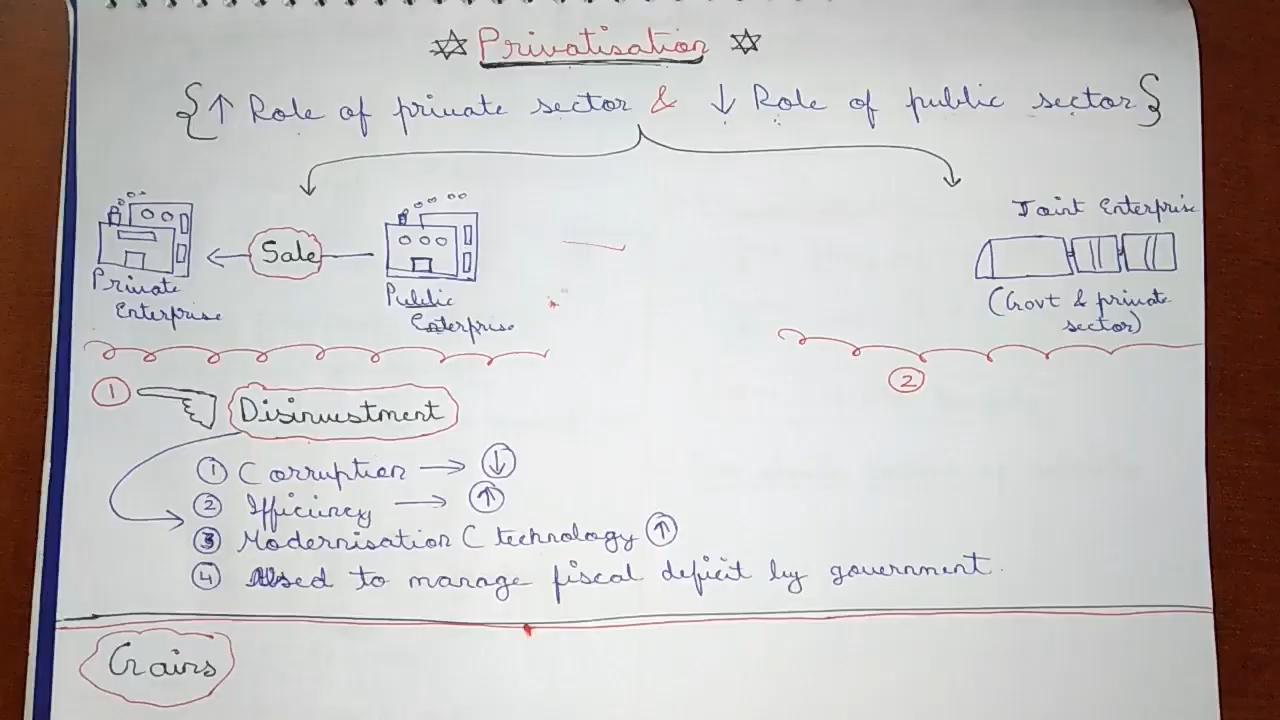 Privatisation
{↑ Role of private sector & ↓ Role of public sector}
Joint Enterprise
Sale
Private
Enterprise
Public
Enterprise
(Govt & private
sector)
1
2
Disinvestment
1 Corruption → ↓
2 Efficiency → ↑
3 Modernisation C technology ↑
4 Used to manage fiscal deficit by government.
Gains